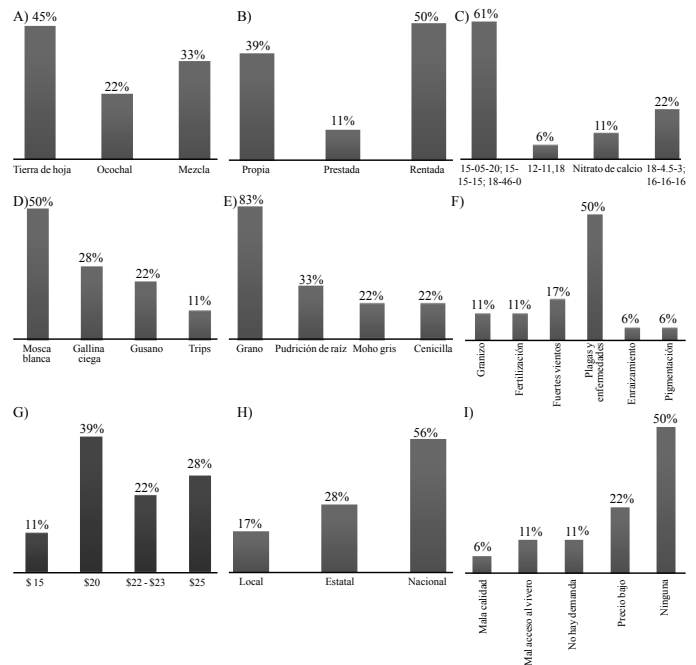 A) 45%
22%
33%
Tierra de hoja
Ocochal
Mezcla
B)
39%
11%
50%
Propia
Prestada
Rentada
C)
61%
6%
11%
22%
15-05-20; 15-
15-15; 18-46-0
12-11,18
Nitrato de calcio
18-4.5-3;
16-16-16
D)
50%
28%
22%
11%
Mosca
blanca
Gallina
ciega
Gusano
Trips
E)
83%
33%
22%
22%
Grano
Pudrición de raíz
Moho gris
Cenicilla
F)
11%
11%
17%
50%
6%
6%
Granizo
Fertilización
Fuertes vientos
Plagas y
enfermedades
Enraizamiento
Pigmentación
G)
11%
39%
22%
28%
$ 15
$20
$22 - $23
$25
H)
17%
28%
56%
Local
Estatal
Nacional
I)
6%
11%
11%
22%
50%
Mala calidad
Mal acceso al vivero
No hay demanda
Precio bajo
Ninguna